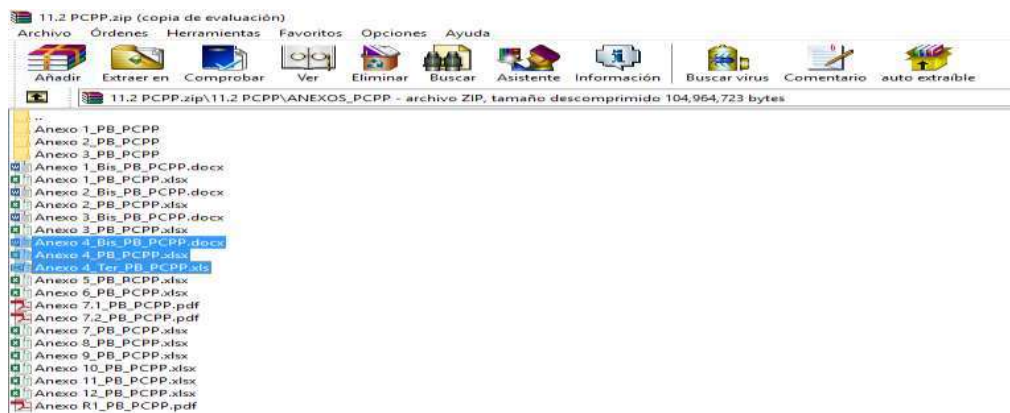 11.2 PCPP.zip (copia de evaluación)
Archivo Órdenes Herramientas Favoritos Opciones Ayuda
Añadir Extraer en Comprobar Ver Eliminar Buscar Asistente Información Buscar virus Comentario auto extraíble
11.2 PCPP.zip\11.2 PCPP\ANEXOS_PCPP - archivo ZIP, tamaño descomprimido 104,964,723 bytes
..
Anexo 1_PB_PCPP
Anexo 2_PB_PCPP
Anexo 3_PB_PCPP
Anexo 1_Bis_PB_PCPP.docx
Anexo 1_PB_PCPP.xlsx
Anexo 2_Bis_PB_PCPP.docx
Anexo 2_PB_PCPP.xlsx
Anexo 3_Bis_PB_PCPP.docx
Anexo 3_PB_PCPP.xlsx
Anexo 4_Bis_PB_PCPP.docx
Anexo 4_PB_PCPP.xlsx
Anexo 4_Ter_PB_PCPP.xls
Anexo 5_PB_PCPP.xlsx
Anexo 6_PB_PCPP.xlsx
Anexo 7.1_PB_PCPP.pdf
Anexo 7.2_PB_PCPP.pdf
Anexo 7_PB_PCPP.xlsx
Anexo 8_PB_PCPP.xlsx
Anexo 9_PB_PCPP.xlsx
Anexo 10_PB_PCPP.xlsx
Anexo 11_PB_PCPP.xlsx
Anexo 12_PB_PCPP.xlsx
Anexo R1_PB_PCPP.pdf